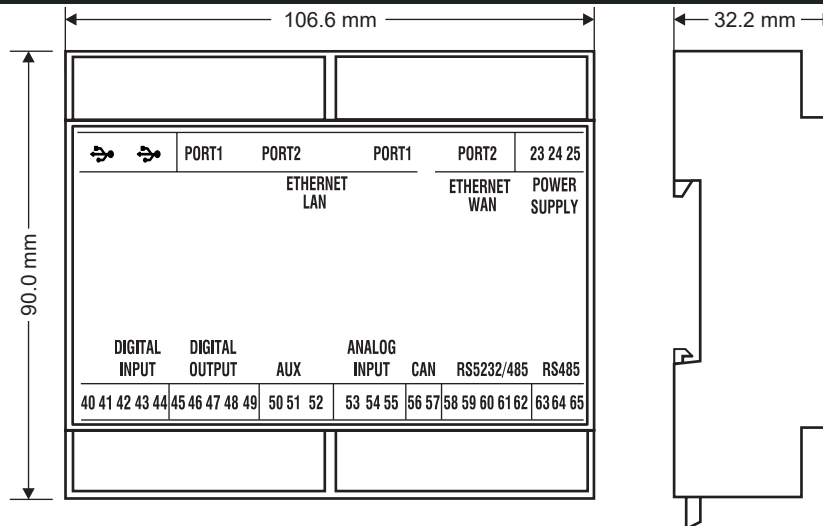 106.6 mm
32.2 mm
90.0 mm
PORT1 PORT2 PORT1 PORT2 23 24 25
ETHERNET LAN
ETHERNET WAN
POWER SUPPLY
DIGITAL INPUT
DIGITAL OUTPUT
AUX
ANALOG INPUT
CAN
RS5232/485
RS485
40 41 42 43 44 45 46 47 48 49 50 51 52 53 54 55 56 57 58 59 60 61 62 63 64 65